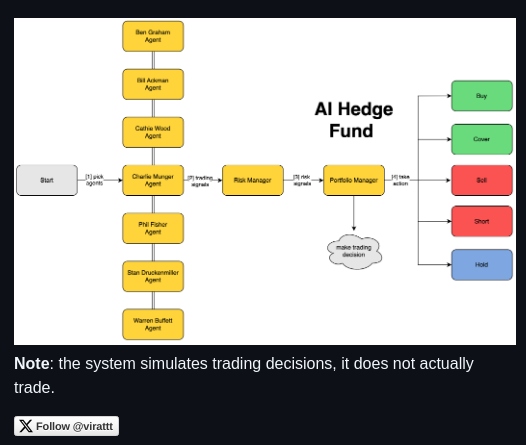 Ben Graham
Agent
Bill Ackman
Agent
Cathie Wood
Agent
AI Hedge
Fund
Start
[1] pick
agents
Charlie Munger
Agent
[2] trading
signals
Risk Manager
[3] risk
signals
Portfolio Manager
[4] take
action
Buy
Cover
Sell
Short
Hold
Phil Fisher
Agent
make trading
decision
Stan Druckenmiller
Agent
Warren Buffett
Agent
Note: the system simulates trading decisions, it does not actually
trade.
Follow @virattt